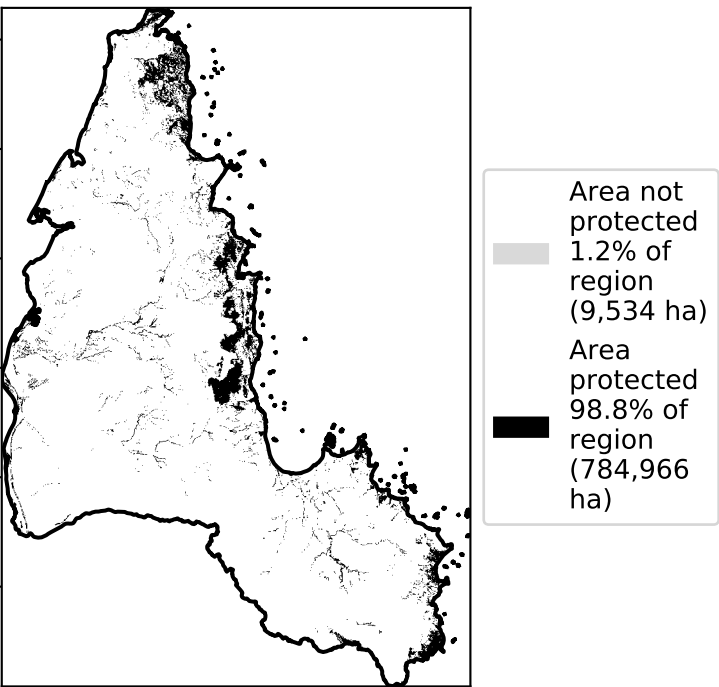 Area not
protected
1.2% of
region
(9,534 ha)
Area
protected
98.8% of
region
(784,966
ha)